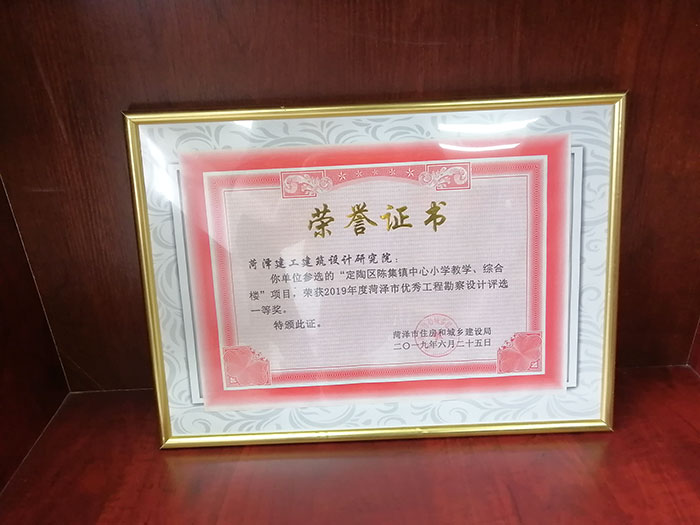 荣誉证书
菏泽建工建筑设计研究院：
你单位参选的“定陶区陈集镇中心小学教学、综合
楼”项目，荣获2019年度菏泽市优秀工程勘察设计评选
一等奖。
特颁此证。
菏泽市住房和城乡建设局
二〇一九年六月二十五日